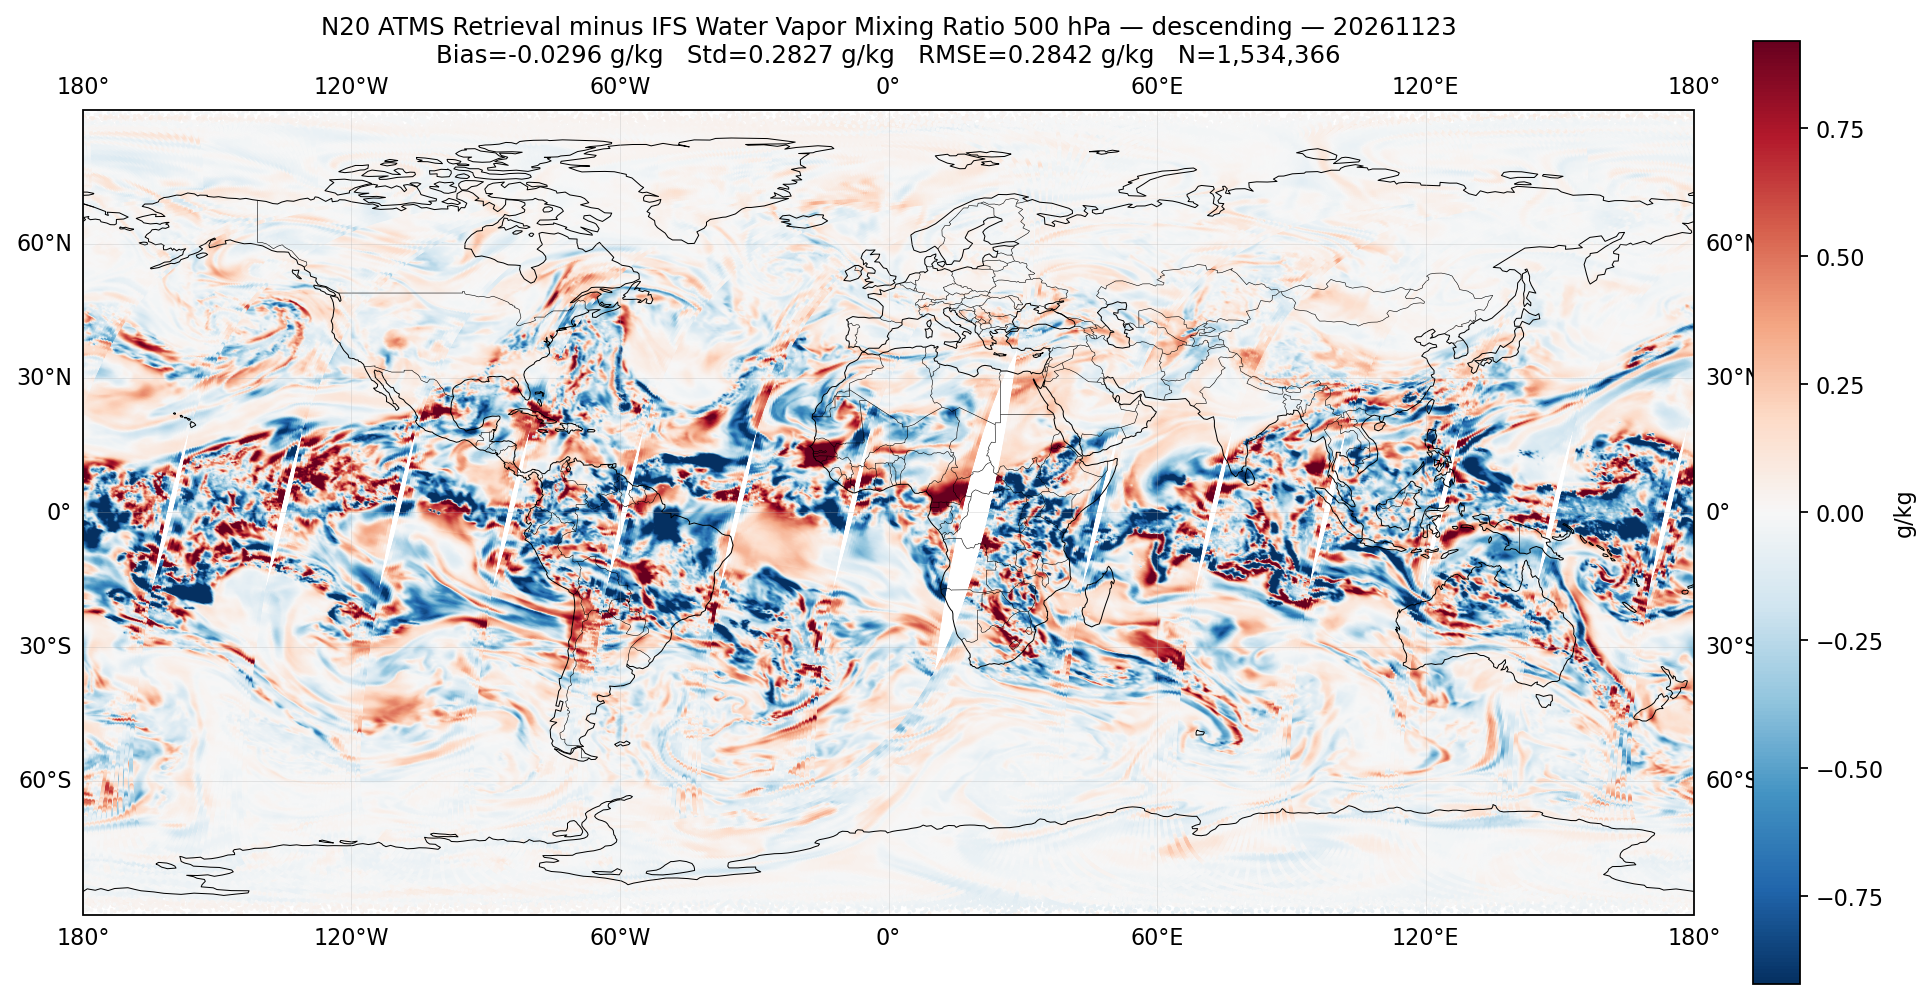 N20 ATMS Retrieval minus IFS Water Vapor Mixing Ratio 500 hPa — descending — 20261123
Bias=-0.0296 g/kg Std=0.2827 g/kg RMSE=0.2842 g/kg N=1,534,366
180° 120°W 60°W 0° 60°E 120°E 180°
60°N 60°N
30°N 30°N
0° 0°
30°S 30°S
60°S 60°S
180° 120°W 60°W 0° 60°E 120°E 180°
0.75
0.50
0.25
0.00
−0.25
−0.50
−0.75
g/kg